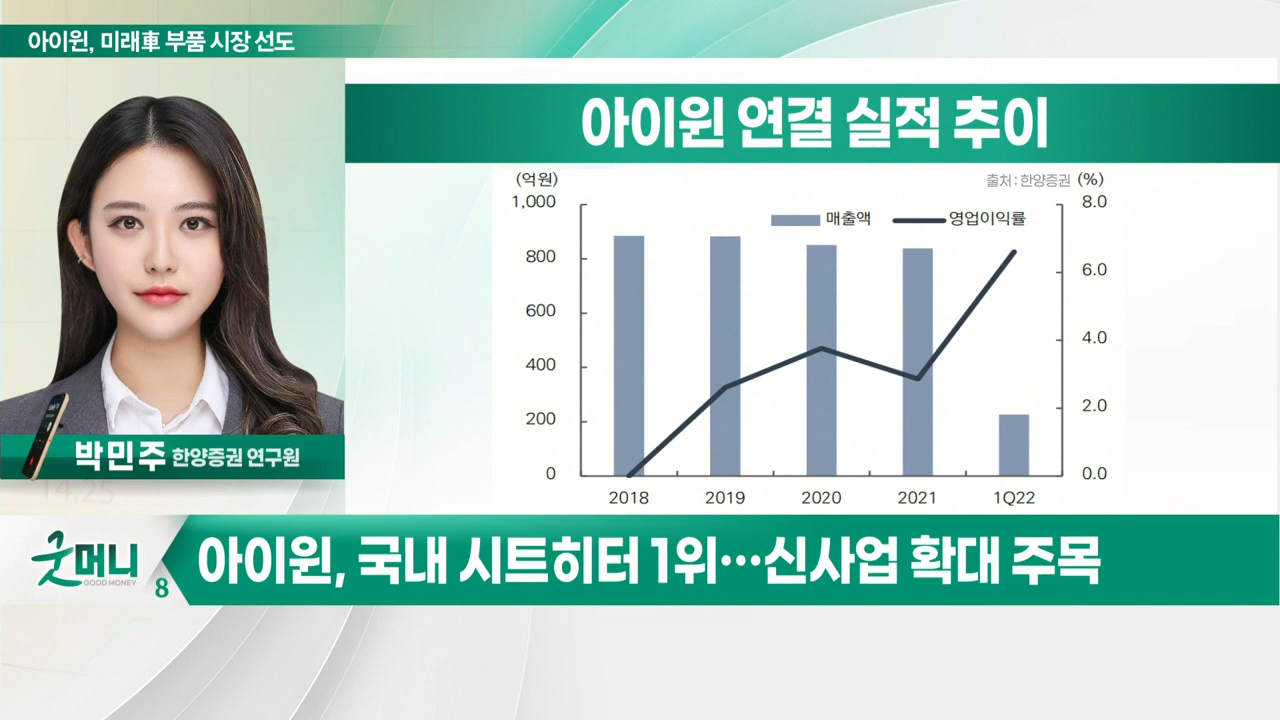 아이윈, 미래車 부품 시장 선도
아이윈 연결 실적 추이
(억원)
출처 : 한양증권 (%)
매출액
영업이익률
1,000
800
600
400
200
0
8.0
6.0
4.0
2.0
0.0
2018
2019
2020
2021
1Q22
박민주 한양증권 연구원
14.25
굿머니
GOOD MONEY
8
아이윈, 국내 시트히터 1위…신사업 확대 주목